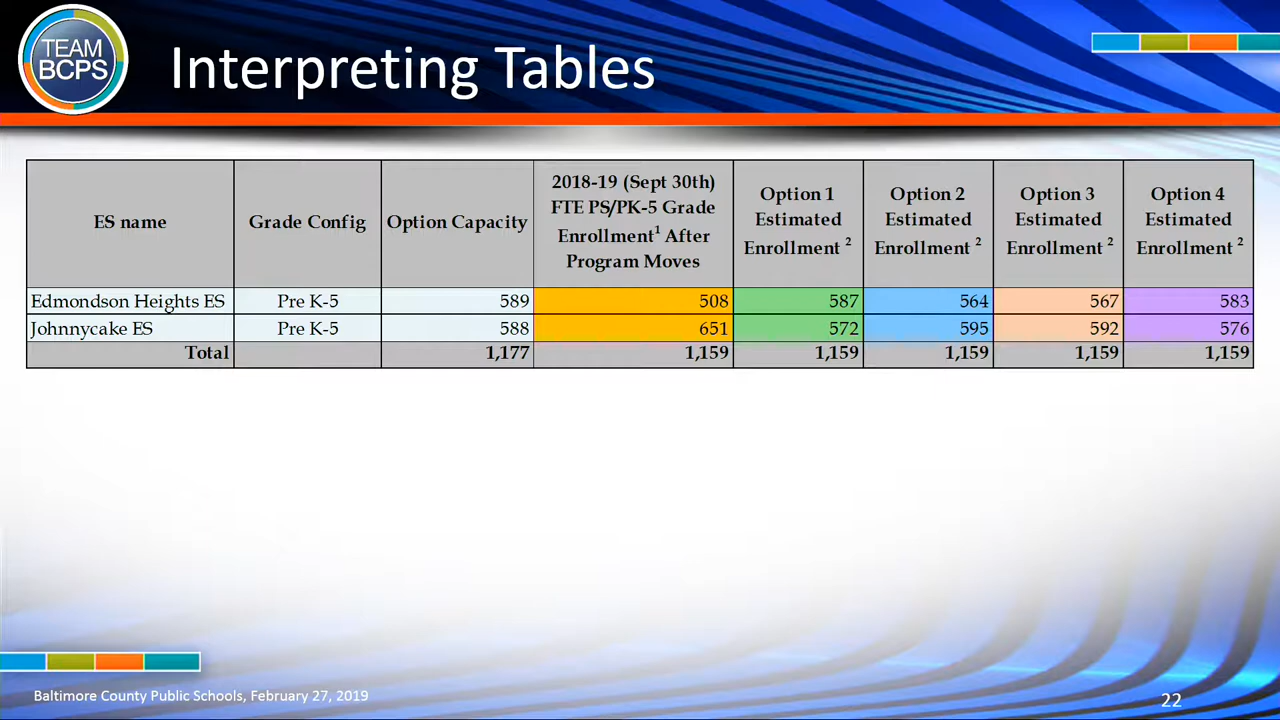 TEAM
BCPS
Interpreting Tables
ES name
Grade Config
Option Capacity
2018-19 (Sept 30th)
FTE PS/PK-5 Grade
Enrollment1 After
Program Moves
Option 1
Estimated
Enrollment 2
Option 2
Estimated
Enrollment 2
Option 3
Estimated
Enrollment 2
Option 4
Estimated
Enrollment 2
Edmondson Heights ES Pre K-5 589 508 587 564 567 583
Johnnycake ES Pre K-5 588 651 572 595 592 576
Total 1,177 1,159 1,159 1,159 1,159 1,159
Baltimore County Public Schools, February 27, 2019
22